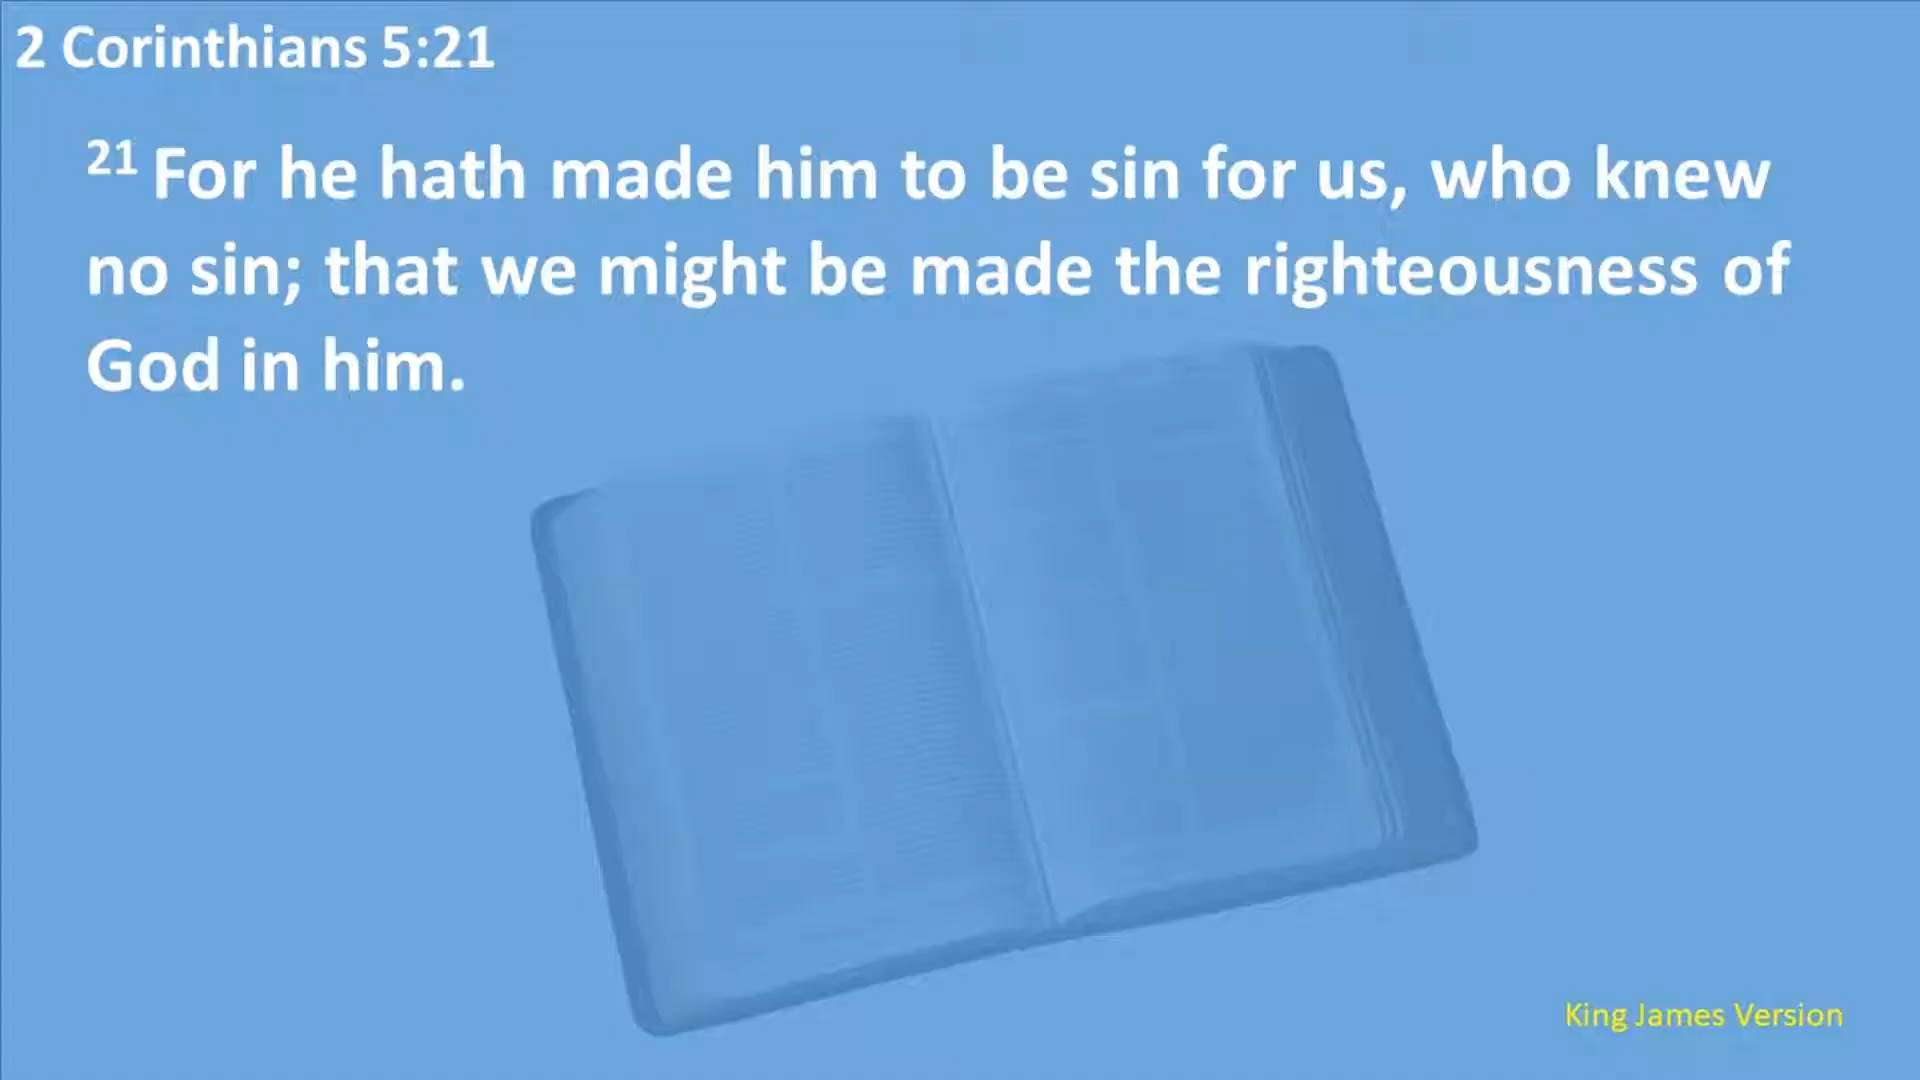 2 Corinthians 5:21
21 For he hath made him to be sin for us, who knew
no sin; that we might be made the righteousness of
God in him.
King James Version